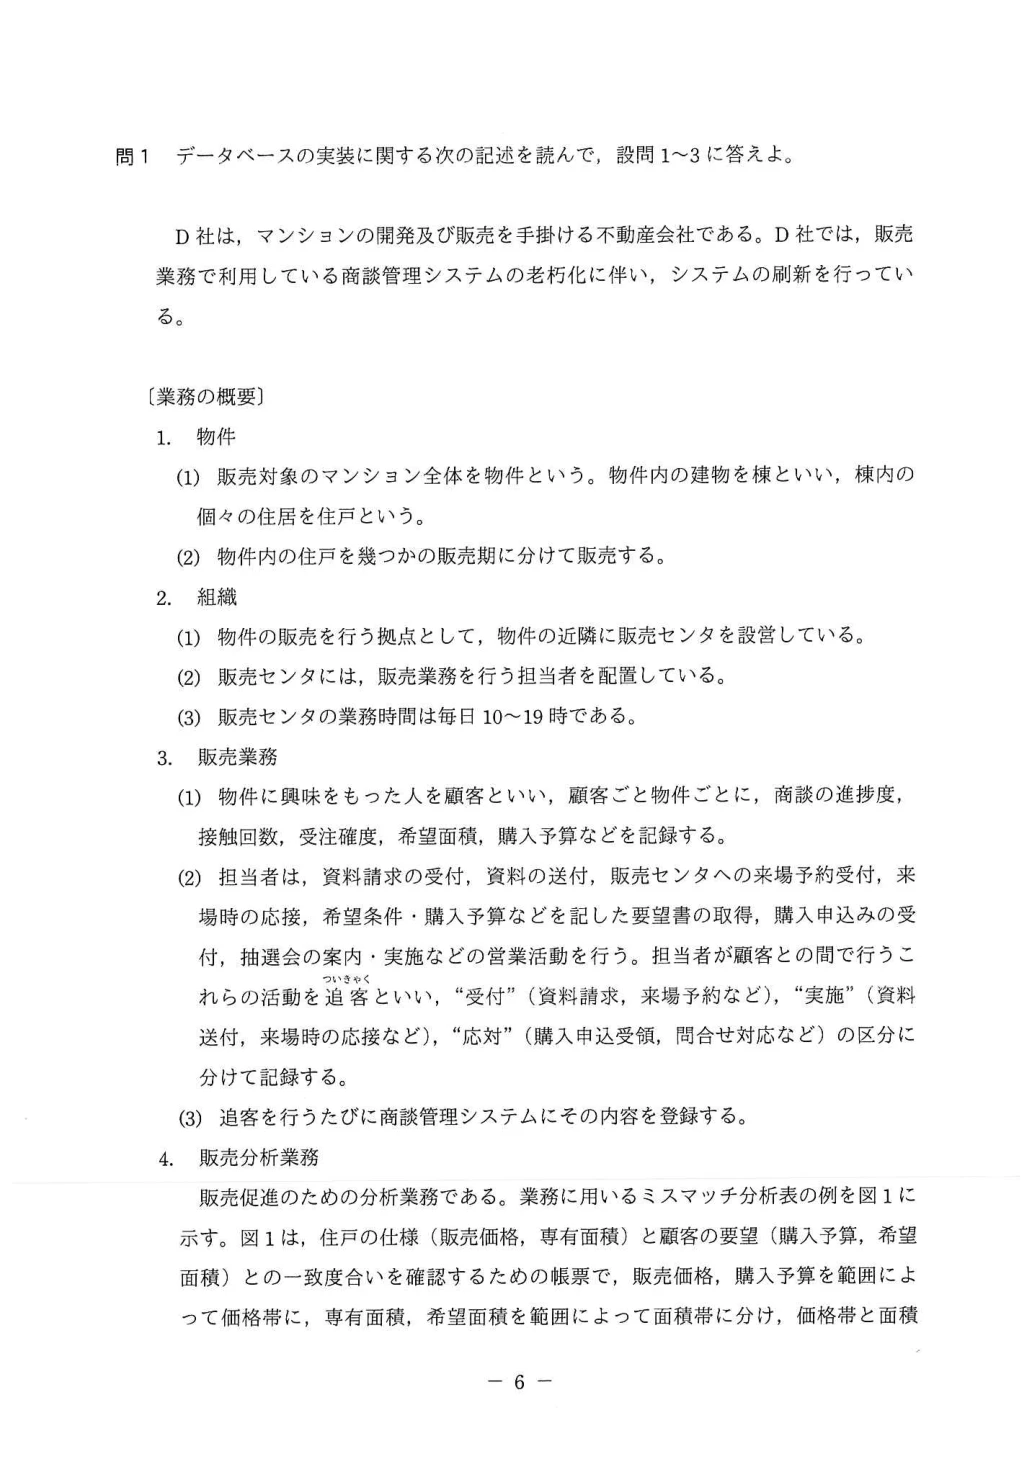 問1　データベースの実装に関する次の記述を読んで，設問 1～3 に答えよ。
D 社は，マンションの開発及び販売を手掛ける不動産会社である。D 社では，販売
業務で利用している商談管理システムの老朽化に伴い，システムの刷新を行ってい
る。
〔業務の概要〕
1.　物件
(1)　販売対象のマンション全体を物件という。物件内の建物を棟といい，棟内の
個々の住居を住戸という。
(2)　物件内の住戸を幾つかの販売期に分けて販売する。
2.　組織
(1)　物件の販売を行う拠点として，物件の近隣に販売センタを設営している。
(2)　販売センタには，販売業務を行う担当者を配置している。
(3)　販売センタの業務時間は毎日 10～19 時である。
3.　販売業務
(1)　物件に興味をもった人を顧客といい，顧客ごと物件ごとに，商談の進捗度，
接触回数，受注確度，希望面積，購入予算などを記録する。
(2)　担当者は，資料請求の受付，資料の送付，販売センタへの来場予約受付，来
場時の応接，希望条件・購入予算などを記した要望書の取得，購入申込みの受
付，抽選会の案内・実施などの営業活動を行う。担当者が顧客との間で行うこ
ついきゃく
れらの活動を追客といい，“受付”（資料請求，来場予約など），“実施”（資料
送付，来場時の応接など），“応対”（購入申込受領，問合せ対応など）の区分に
分けて記録する。
(3)　追客を行うたびに商談管理システムにその内容を登録する。
4.　販売分析業務
販売促進のための分析業務である。業務に用いるミスマッチ分析表の例を図 1 に
示す。図 1 は，住戸の仕様（販売価格，専有面積）と顧客の要望（購入予算，希望
面積）との一致度合いを確認するための帳票で，販売価格，購入予算を範囲によ
って価格帯に，専有面積，希望面積を範囲によって面積帯に分け，価格帯と面積
－ 6 －